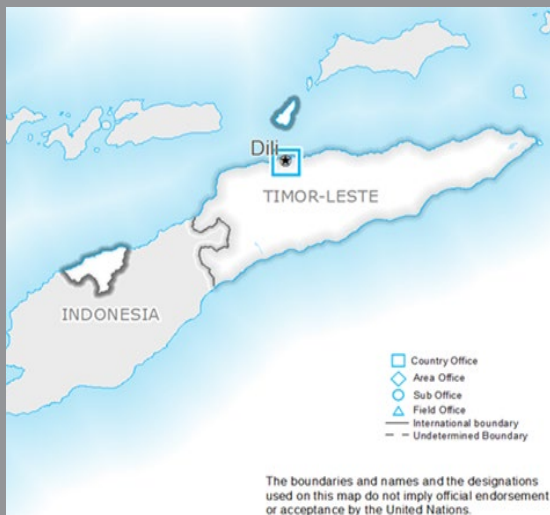 Dili
TIMOR-LESTE
INDONESIA
Country Office
Area Office
Sub Office
Field Office
International boundary
Undetermined Boundary
The boundaries and names and the designations
used on this map do not imply official endorsement
or acceptance by the United Nations.